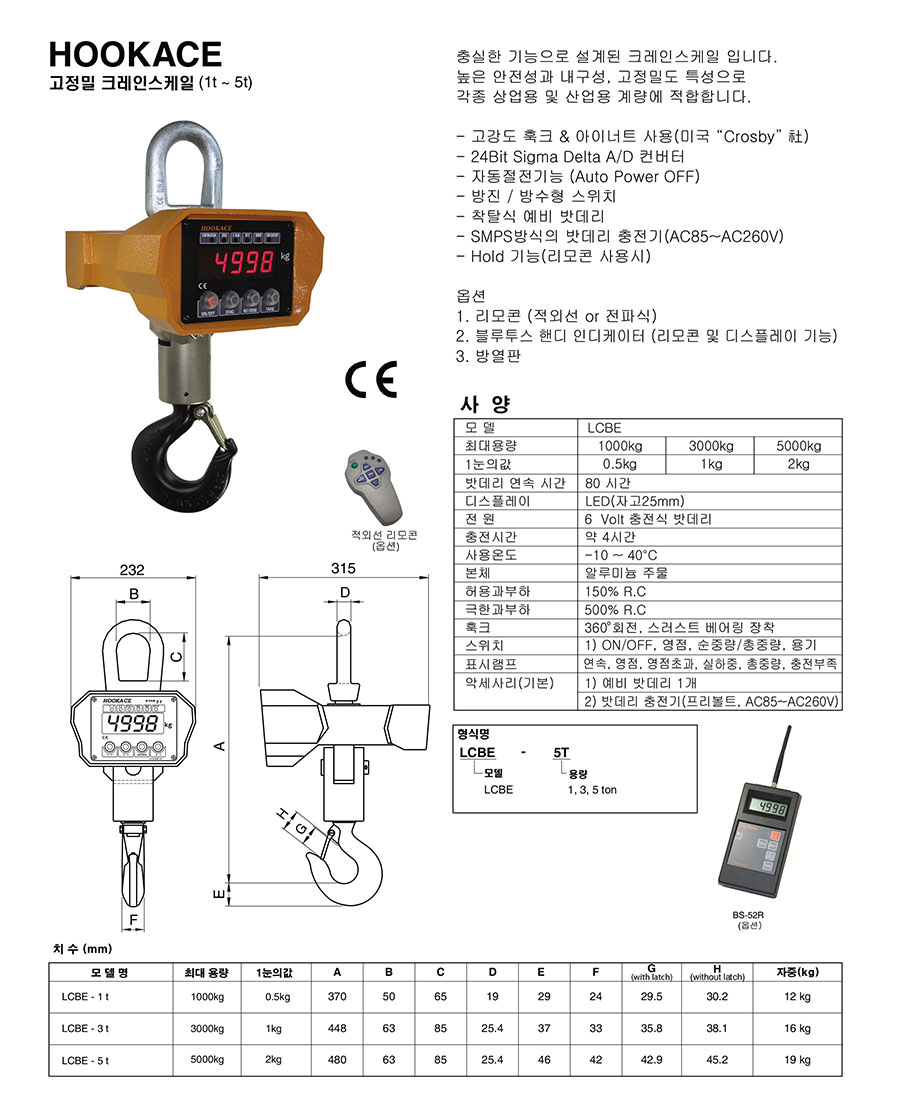 HOOKACE
고정밀 크레인스케일 (1t ~ 5t)
충실한 기능으로 설계된 크레인스케일 입니다.
높은 안전성과 내구성, 고정밀도 특성으로
각종 상업용 및 산업용 계량에 적합합니다.
- 고강도 훅크 & 아이너트 사용(미국 “Crosby” 社)
- 24Bit Sigma Delta A/D 컨버터
- 자동절전기능 (Auto Power OFF)
- 방진 / 방수형 스위치
- 착탈식 예비 밧데리
- SMPS방식의 밧데리 충전기(AC85~AC260V)
- Hold 기능(리모콘 사용시)
옵션
1. 리모콘 (적외선 or 전파식)
2. 블루투스 핸디 인디케이터 (리모콘 및 디스플레이 기능)
3. 방열판
HOOKACE
4998 kg
CE
ON/OFF ZERO
CE
적외선 리모콘
(옵션)
사 양
모 델 LCBE
최대용량 1000kg 3000kg 5000kg
1눈의값 0.5kg 1kg 2kg
밧데리 연속 시간 80 시간
디스플레이 LED(자고25mm)
전 원 6 Volt 충전식 밧데리
충전시간 약 4시간
사용온도 -10 ~ 40°C
본체 알루미늄 주물
허용과부하 150% R.C
극한과부하 500% R.C
훅크 360°회전, 스러스트 베어링 장착
스위치 1) ON/OFF, 영점, 순중량/총중량, 용기
표시램프 연속, 영점, 영점초과, 실하중, 총중량, 충전부족
악세사리(기본) 1) 예비 밧데리 1개
2) 밧데리 충전기(프리볼트, AC85~AC260V)
형식명
LCBE - 5T
모델 용량
LCBE 1, 3, 5 ton
4998
BS-52R
(옵션)
232
B
C
HOOKACE
4998 kg
CE
F
315
D
A
H
G
E
치 수 (mm)
모 델 명 최대 용량 1눈의값 A B C D E F G (with latch) H (without latch) 자중(kg)
LCBE - 1 t 1000kg 0.5kg 370 50 65 19 29 24 29.5 30.2 12 kg
LCBE - 3 t 3000kg 1kg 448 63 85 25.4 37 33 35.8 38.1 16 kg
LCBE - 5 t 5000kg 2kg 480 63 85 25.4 46 42 42.9 45.2 19 kg